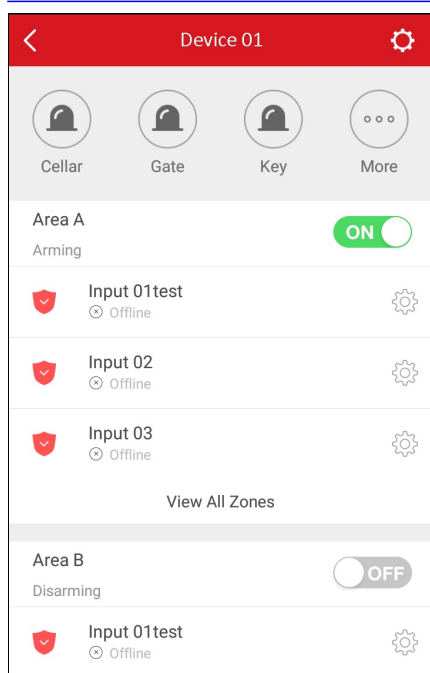 Device 01
Cellar Gate Key More
Area A
ON
Arming
Input 01test
Offline
Input 02
Offline
Input 03
Offline
View All Zones
Area B
OFF
Disarming
Input 01test
Offline